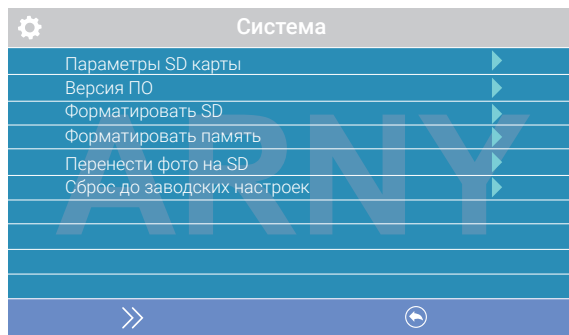 Система
Параметры SD карты
Версия ПО
Форматировать SD
Форматировать память
Перенести фото на SD
Сброс до заводских настроек
ARNY